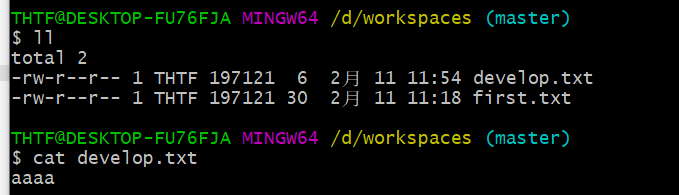 THTF@DESKTOP-FU76FJA MINGW64 /d/workspaces (master)
$ ll
total 2
-rw-r--r-- 1 THTF 197121  6  2月 11 11:54 develop.txt
-rw-r--r-- 1 THTF 197121 30  2月 11 11:18 first.txt
THTF@DESKTOP-FU76FJA MINGW64 /d/workspaces (master)
$ cat develop.txt
aaaa